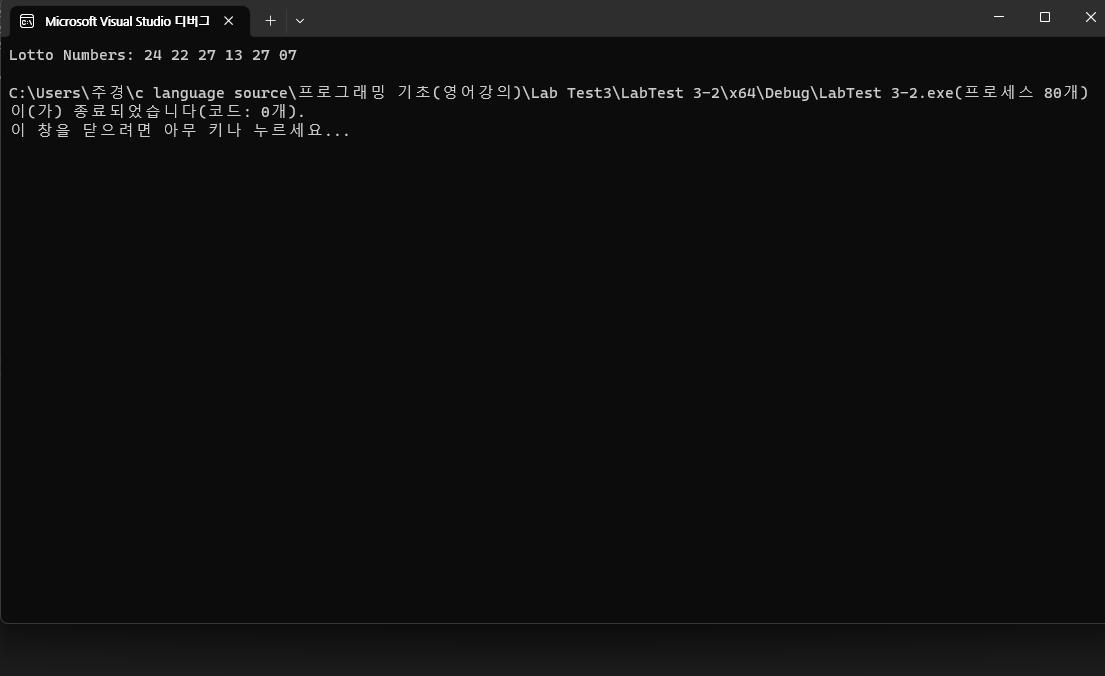 Microsoft Visual Studio 디버그
Lotto Numbers: 24 22 27 13 27 07
C:\Users\주경\c language source\프로그래밍 기초(영어강의)\Lab Test3\LabTest 3-2\x64\Debug\LabTest 3-2.exe(프로세스 80개)
이(가) 종료되었습니다(코드: 0개).
이 창을 닫으려면 아무 키나 누르세요...